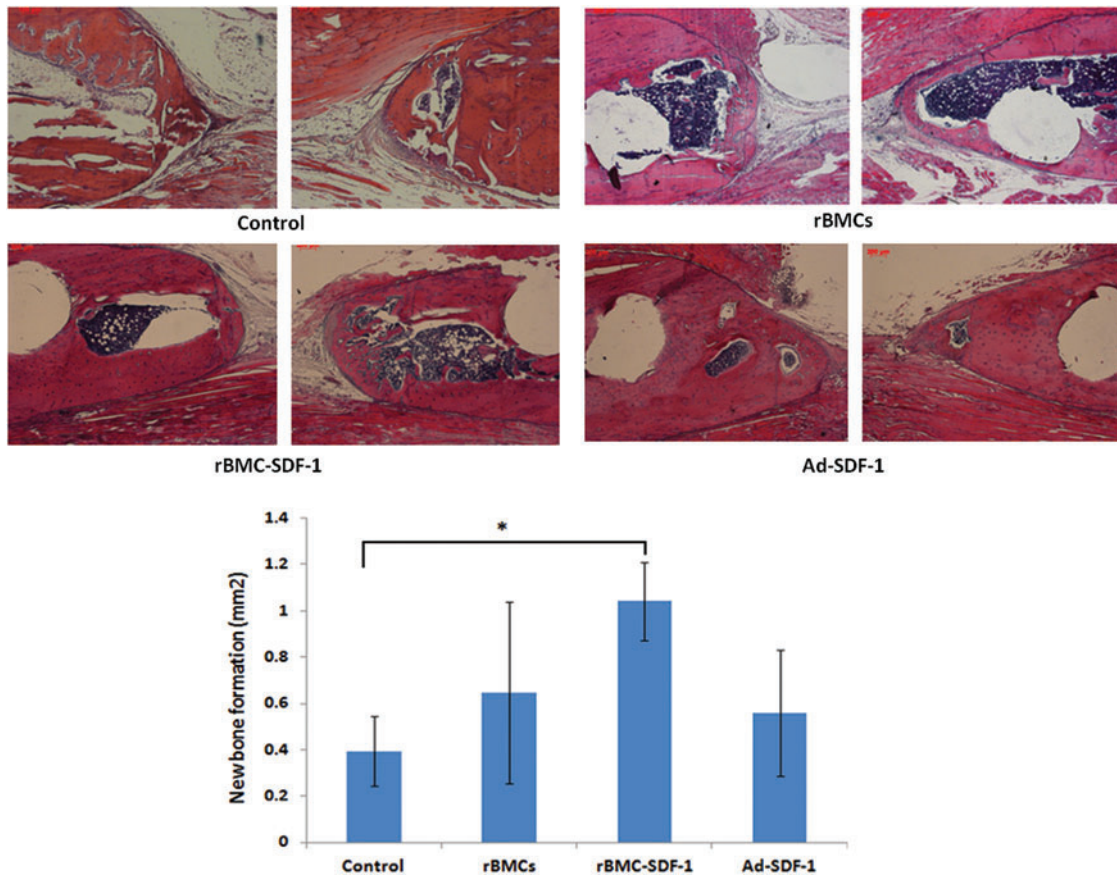 Control
rBMCs
rBMC-SDF-1
Ad-SDF-1
*
New bone formation (mm2)
1.4
1.2
1
0.8
0.6
0.4
0.2
0
Control
rBMCs
rBMC-SDF-1
Ad-SDF-1